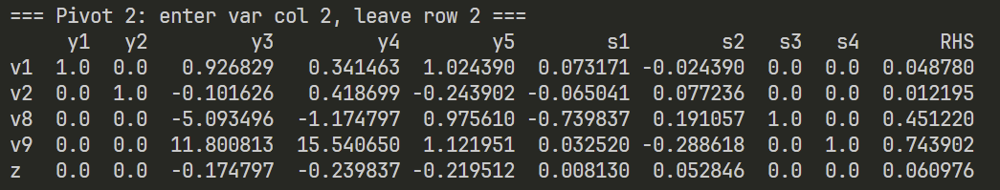 === Pivot 2: enter var col 2, leave row 2 ===
y1 y2 y3 y4 y5 s1 s2 s3 s4 RHS
v1 1.0 0.0 0.926829 0.341463 1.024390 0.073171 -0.024390 0.0 0.0 0.048780
v2 0.0 1.0 -0.101626 0.418699 -0.243902 -0.065041 0.077236 0.0 0.0 0.012195
v8 0.0 0.0 -5.093496 -1.174797 0.975610 -0.739837 0.191057 1.0 0.0 0.451220
v9 0.0 0.0 11.800813 15.540650 1.121951 0.032520 -0.288618 0.0 1.0 0.743902
z 0.0 0.0 -0.174797 -0.239837 -0.219512 0.008130 0.052846 0.0 0.0 0.060976